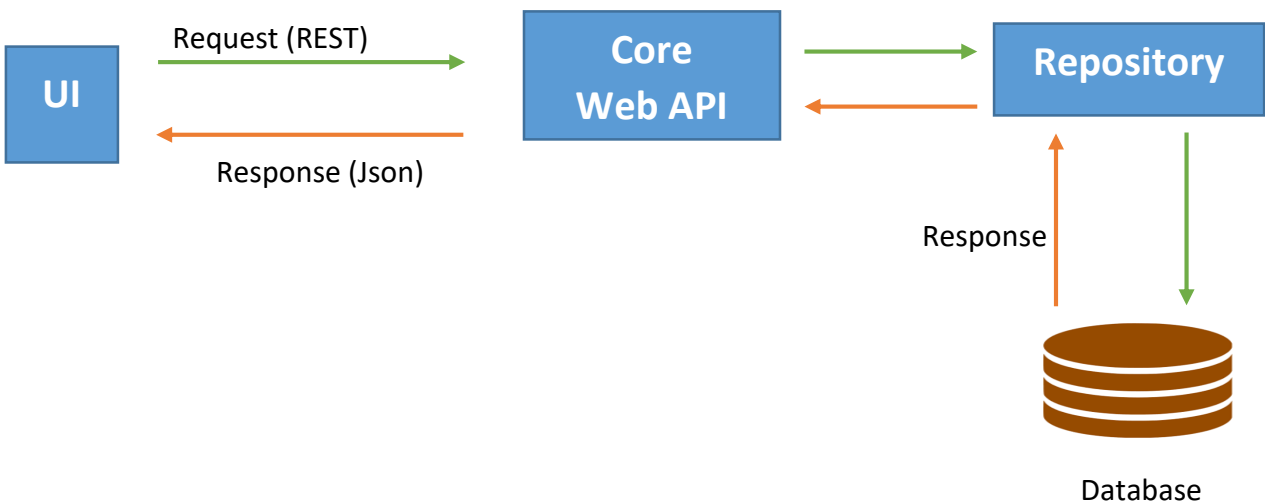 Request (REST)
UI
Response (Json)
Core
Web API
Repository
Response
Database